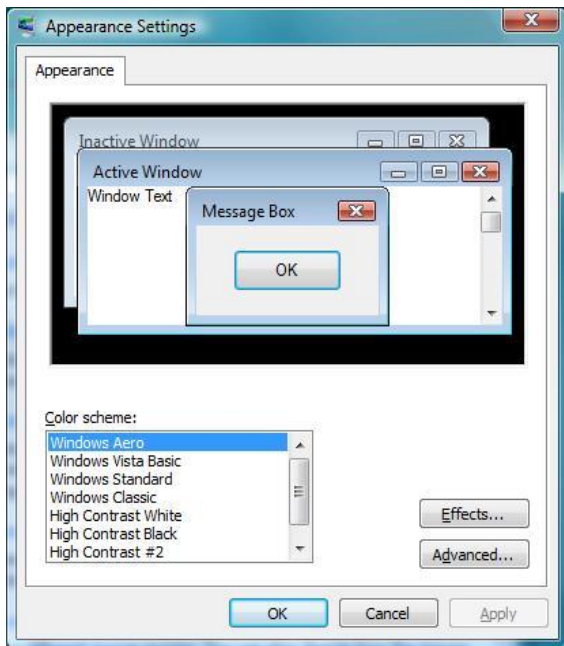 Appearance Settings
Appearance
Inactive Window
Active Window
Window Text
Message Box
OK
Color scheme:
Windows Aero
Windows Vista Basic
Windows Standard
Windows Classic
High Contrast White
High Contrast Black
High Contrast #2
Effects...
Advanced...
OK
Cancel
Apply